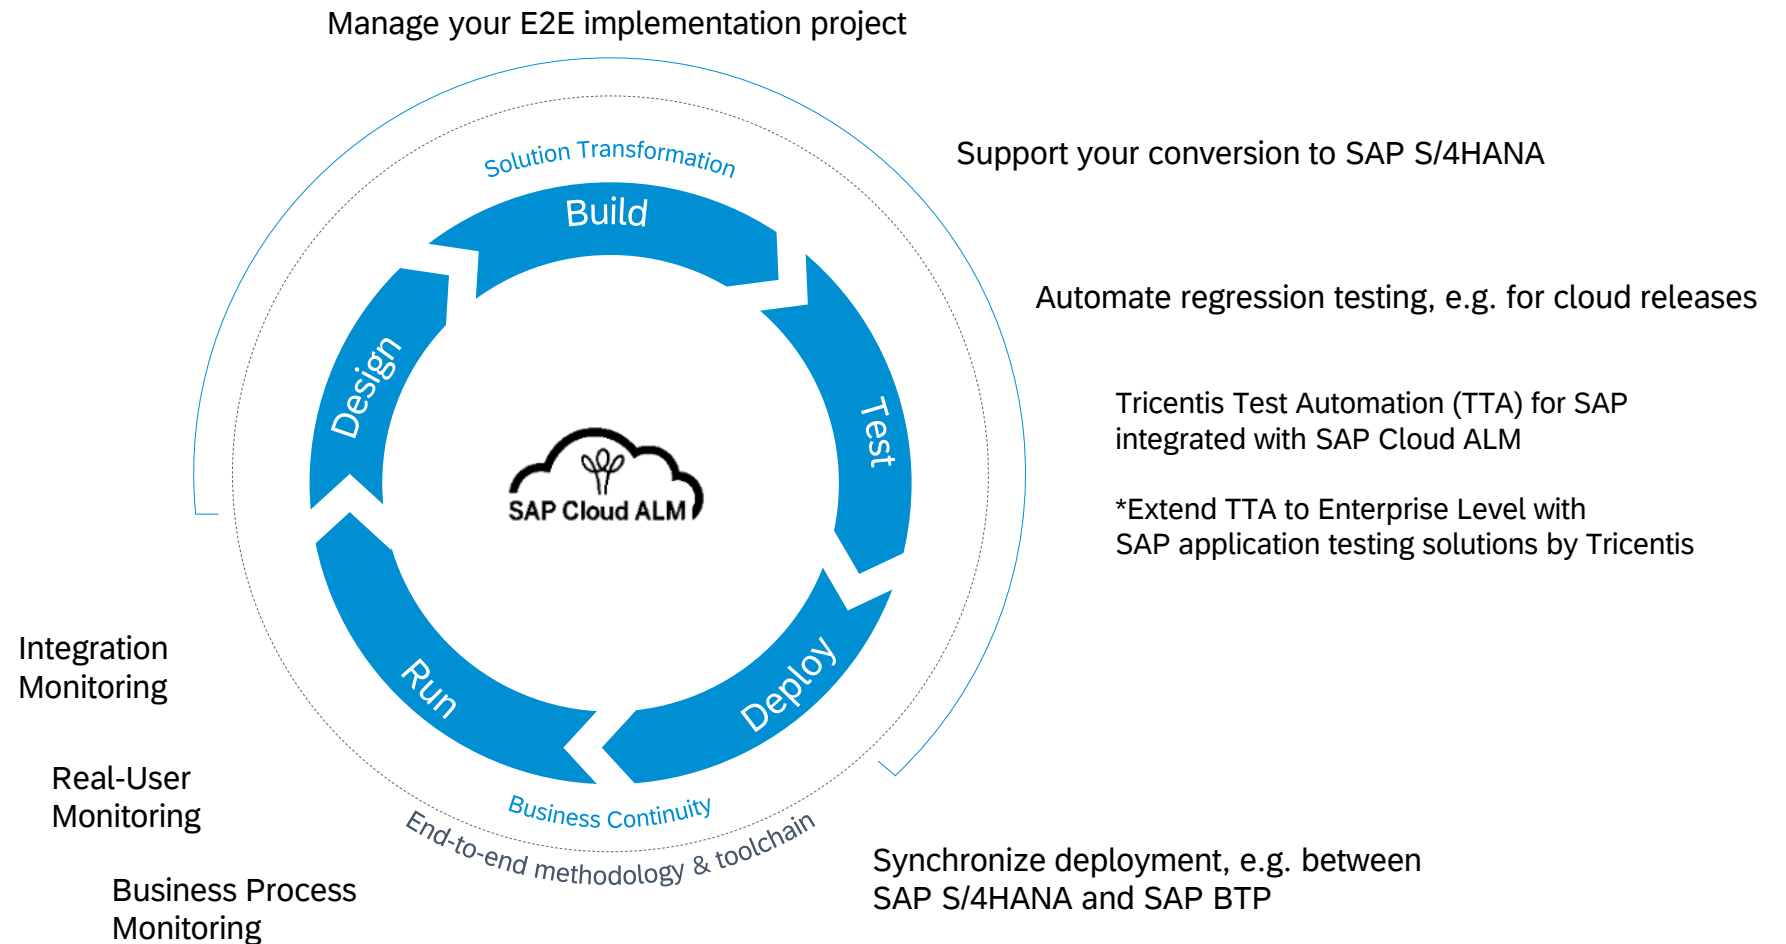 Manage your E2E implementation project
Solution Transformation
Support your conversion to SAP S/4HANA
Build
Automate regression testing, e.g. for cloud releases
Design
Test
Tricentis Test Automation (TTA) for SAP
integrated with SAP Cloud ALM
SAP Cloud ALM
*Extend TTA to Enterprise Level with
SAP application testing solutions by Tricentis
Integration
Monitoring
Run
Deploy
Real-User
Monitoring
Business Continuity
End-to-end methodology & toolchain
Synchronize deployment, e.g. between
SAP S/4HANA and SAP BTP
Business Process
Monitoring